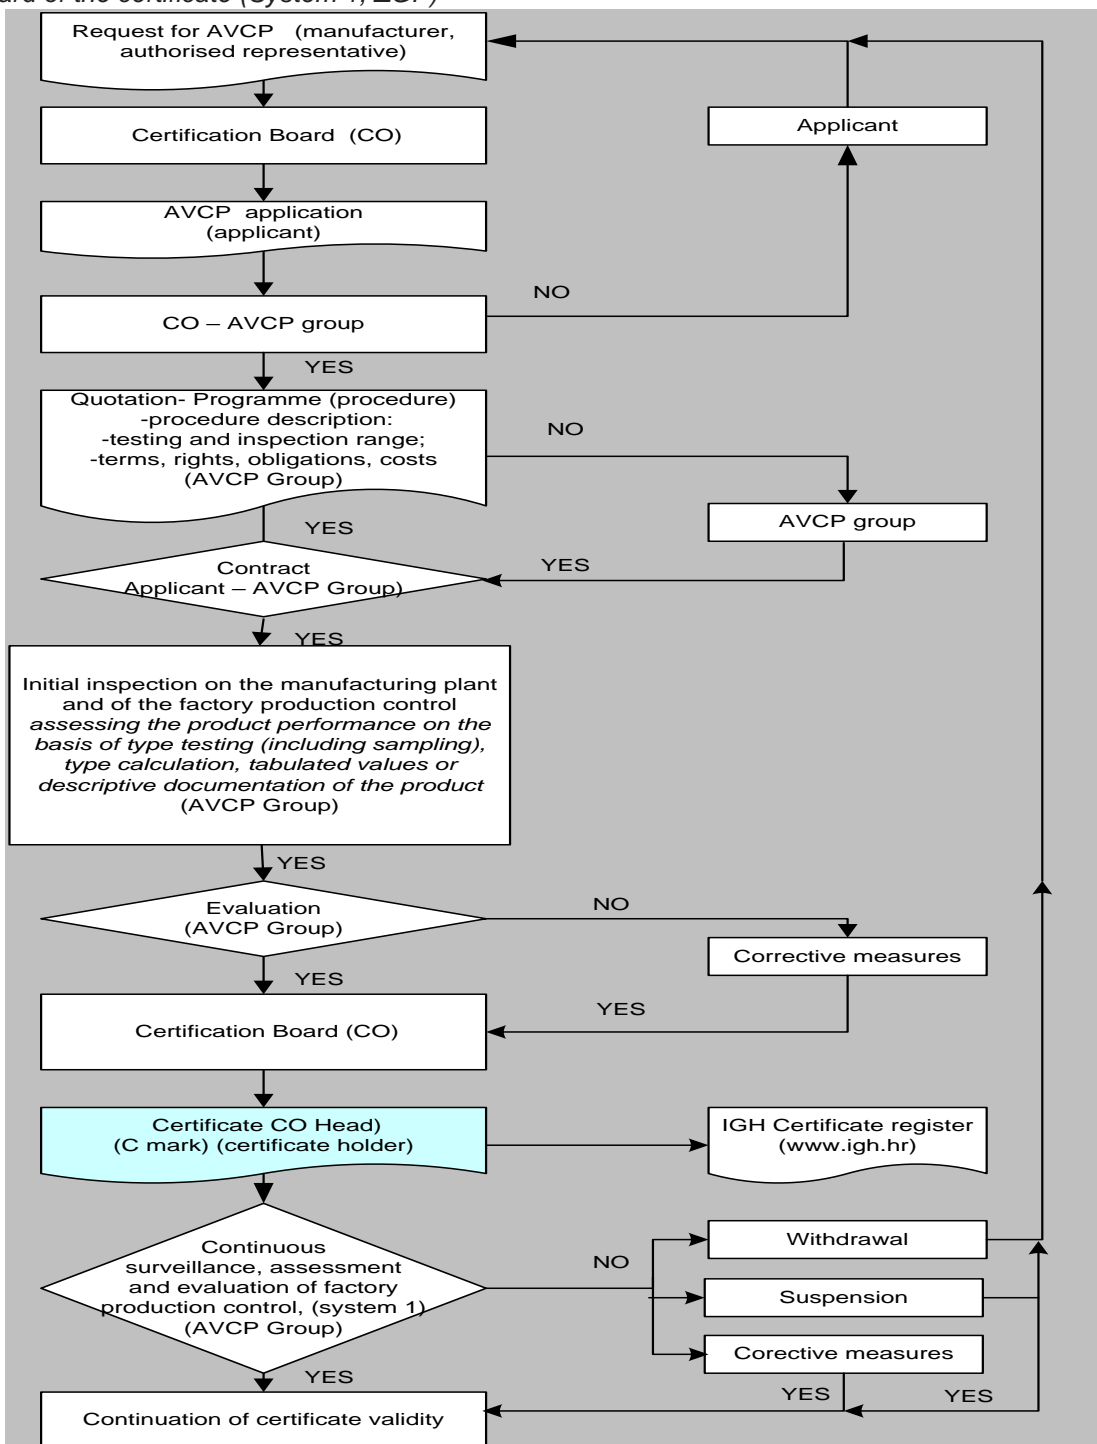 ard of the certificate (System 1, ZGP)
Request for AVCP (manufacturer,
authorised representative)
Certification Board (CO)
Applicant
AVCP application
(applicant)
NO
CO – AVCP group
YES
Quotation- Programme (procedure)
-procedure description:
-testing and inspection range;
-terms, rights, obligations, costs
(AVCP Group)
NO
AVCP group
YES
YES
Contract
Applicant – AVCP Group)
YES
Initial inspection on the manufacturing plant
and of the factory production control
assessing the product performance on the
basis of type testing (including sampling),
type calculation, tabulated values or
descriptive documentation of the product
(AVCP Group)
YES
Evaluation
(AVCP Group)
NO
Corrective measures
YES
YES
Certification Board (CO)
Certificate CO Head)
(C mark) (certificate holder)
IGH Certificate register
(www.igh.hr)
Continuous
surveillance, assessment
and evaluation of factory
production control, (system 1)
(AVCP Group)
NO
Withdrawal
Suspension
Corective measures
YES
YES
YES
Continuation of certificate validity